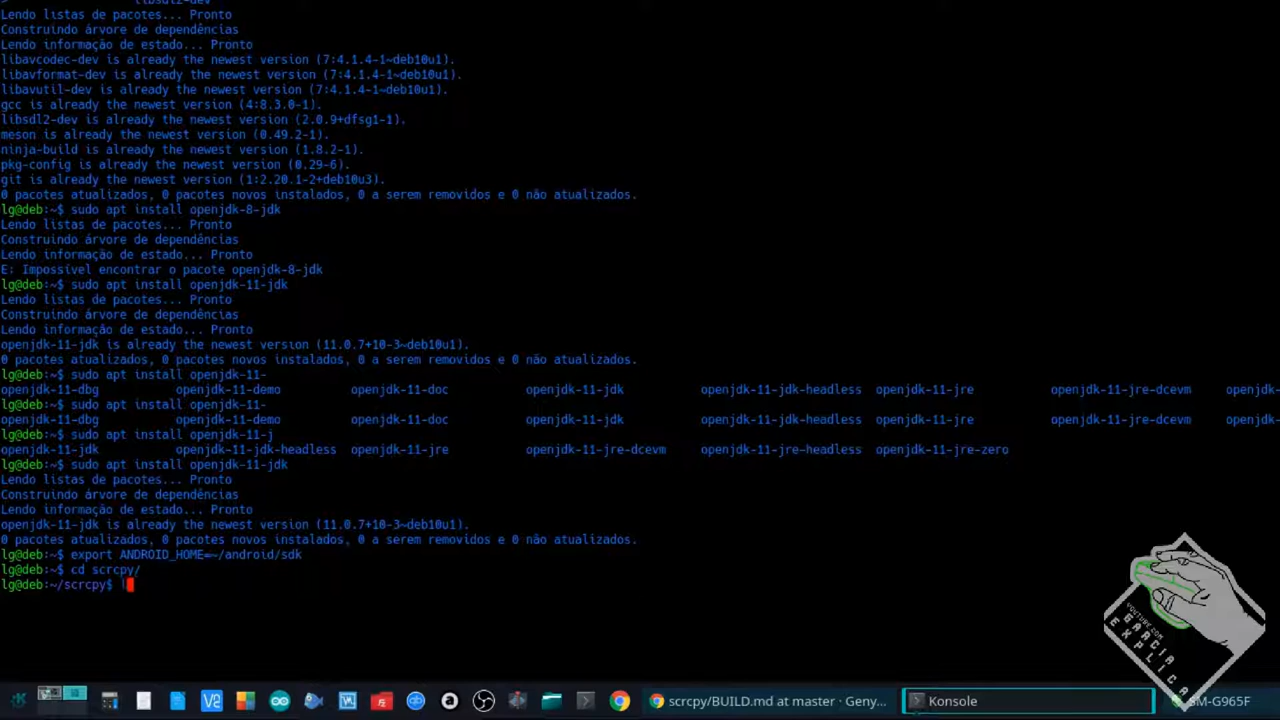 libsdl2-dev
Lendo listas de pacotes... Pronto
Construindo árvore de dependências
Lendo informação de estado... Pronto
libavcodec-dev is already the newest version (7:4.1.4-1~deb10u1).
libavformat-dev is already the newest version (7:4.1.4-1~deb10u1).
libavutil-dev is already the newest version (7:4.1.4-1~deb10u1).
gcc is already the newest version (4:8.3.0-1).
libsdl2-dev is already the newest version (2.0.9+dfsg1-1).
meson is already the newest version (0.49.2-1).
ninja-build is already the newest version (1.8.2-1).
pkg-config is already the newest version (0.29-6).
git is already the newest version (1:2.20.1-2+deb10u3).
0 pacotes atualizados, 0 pacotes novos instalados, 0 a serem removidos e 0 não atualizados.
lg@deb:~$ sudo apt install openjdk-8-jdk
Lendo listas de pacotes... Pronto
Construindo árvore de dependências
Lendo informação de estado... Pronto
E: Impossível encontrar o pacote openjdk-8-jdk
lg@deb:~$ sudo apt install openjdk-11-jdk
Lendo listas de pacotes... Pronto
Construindo árvore de dependências
Lendo informação de estado... Pronto
openjdk-11-jdk is already the newest version (11.0.7+10-3~deb10u1).
0 pacotes atualizados, 0 pacotes novos instalados, 0 a serem removidos e 0 não atualizados.
lg@deb:~$ sudo apt install openjdk-11-
openjdk-11-dbg openjdk-11-demo openjdk-11-doc openjdk-11-jdk openjdk-11-jdk-headless openjdk-11-jre openjdk-11-jre-dcevm openjdk-
lg@deb:~$ sudo apt install openjdk-11-
openjdk-11-dbg openjdk-11-demo openjdk-11-doc openjdk-11-jdk openjdk-11-jdk-headless openjdk-11-jre openjdk-11-jre-dcevm openjdk-
lg@deb:~$ sudo apt install openjdk-11-j
openjdk-11-jdk openjdk-11-jdk-headless openjdk-11-jre openjdk-11-jre-dcevm openjdk-11-jre-headless openjdk-11-jre-zero
lg@deb:~$ sudo apt install openjdk-11-jdk
Lendo listas de pacotes... Pronto
Construindo árvore de dependências
Lendo informação de estado... Pronto
openjdk-11-jdk is already the newest version (11.0.7+10-3~deb10u1).
0 pacotes atualizados, 0 pacotes novos instalados, 0 a serem removidos e 0 não atualizados.
lg@deb:~$ export ANDROID_HOME=~/android/sdk
lg@deb:~$ cd scrcpy/
lg@deb:~/scrcpy$
YOUTUBE.COM
GARCIA
EXPLICA
scrcpy/BUILD.md at master · Geny...
Konsole
SM-G965F